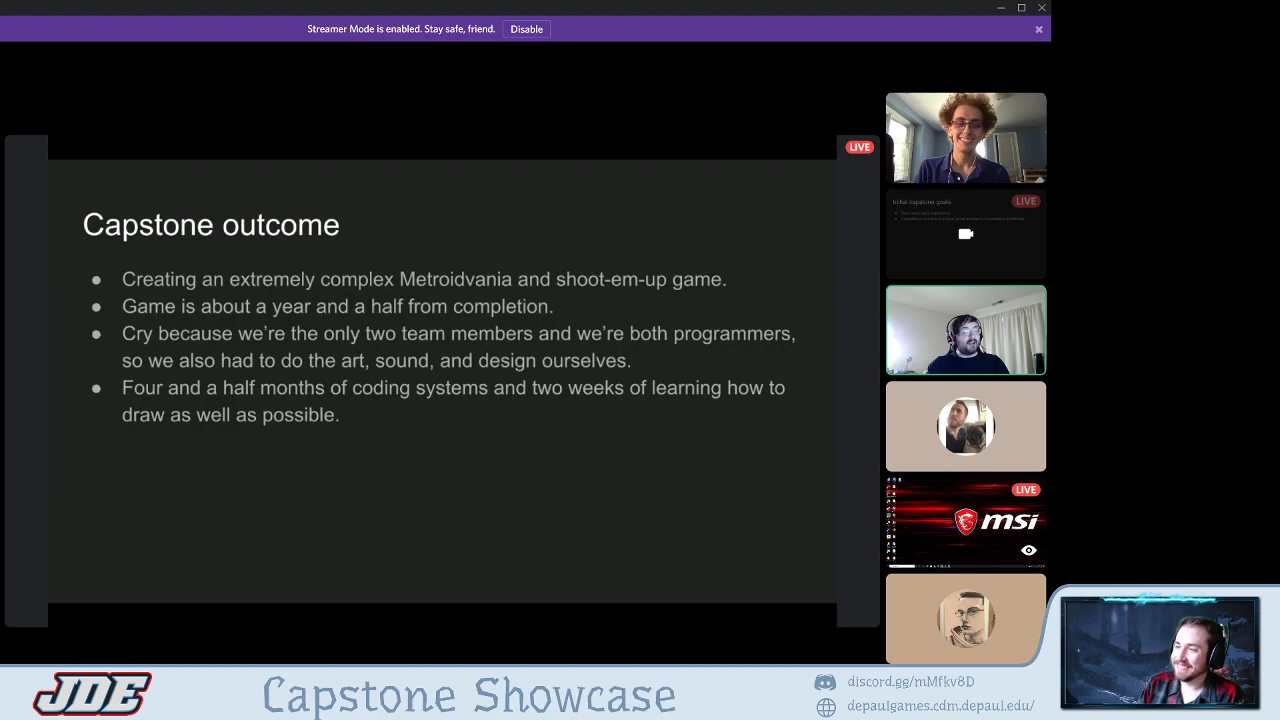 Streamer Mode is enabled. Stay safe, friend.
Disable
LIVE
Capstone outcome
● Creating an extremely complex Metroidvania and shoot-em-up game.
● Game is about a year and a half from completion.
● Cry because we're the only two team members and we're both programmers,
so we also had to do the art, sound, and design ourselves.
● Four and a half months of coding systems and two weeks of learning how to
draw as well as possible.
Initial capstone goals
LIVE
LIVE
msi
JDE
Capstone Showcase
discord.gg/mMfkv8D
depaulgames.cdm.depaul.edu/